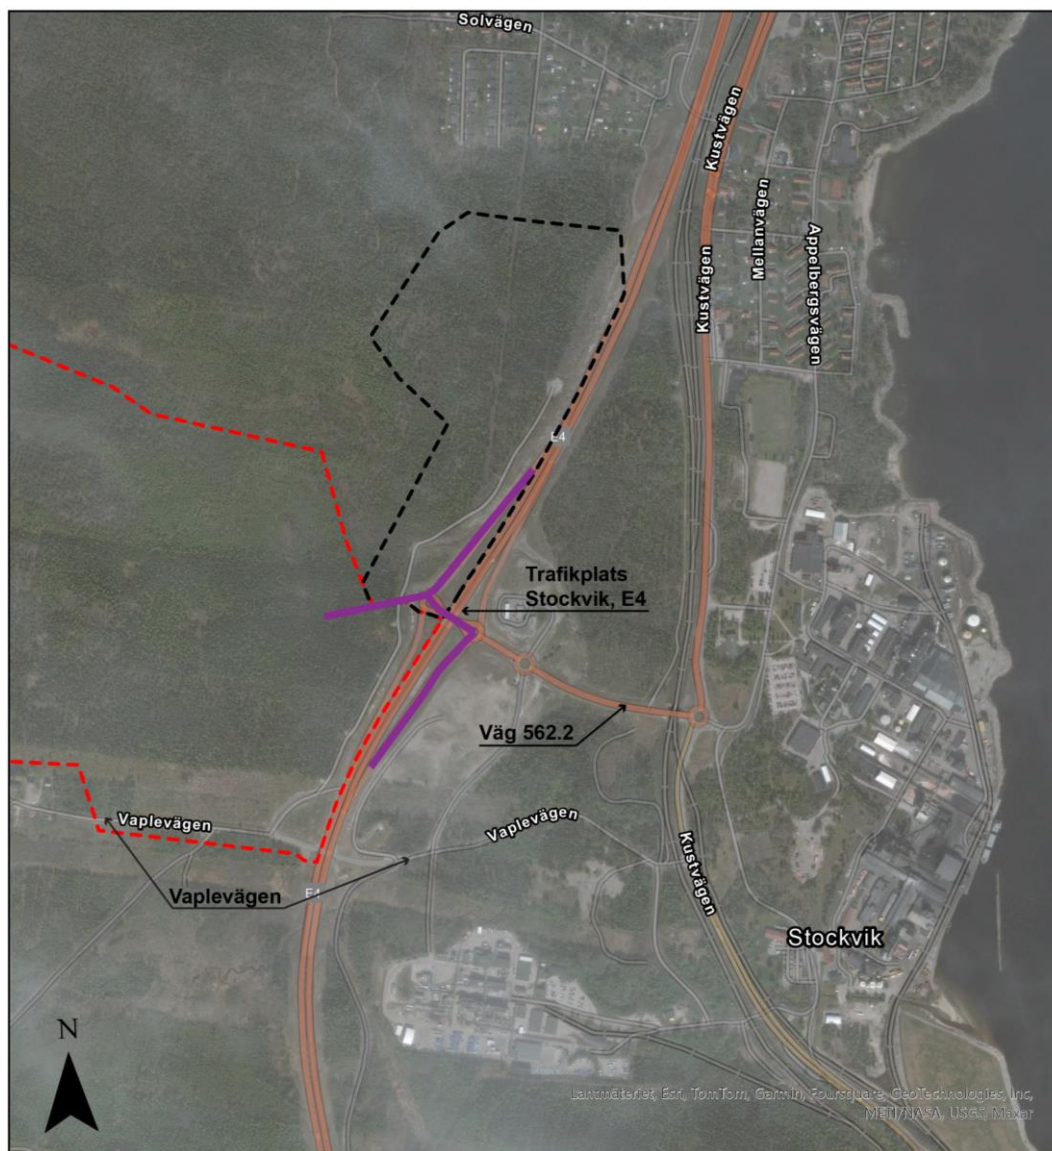 Solvägen
Kustvägen
Kustvägen
Mellanvägen
Appelbergsvägen
E4
Trafikplats
Stockvik, E4
Väg 562.2
Vaplevägen
Vaplevägen
Vaplevägen
Kustvägen
E4
Stockvik
N
Lantmäteriet, Esri, TomTom, Garmin, Foursquare, GeoTechnologies, Inc,
METI/NASA, USGS, Maxar